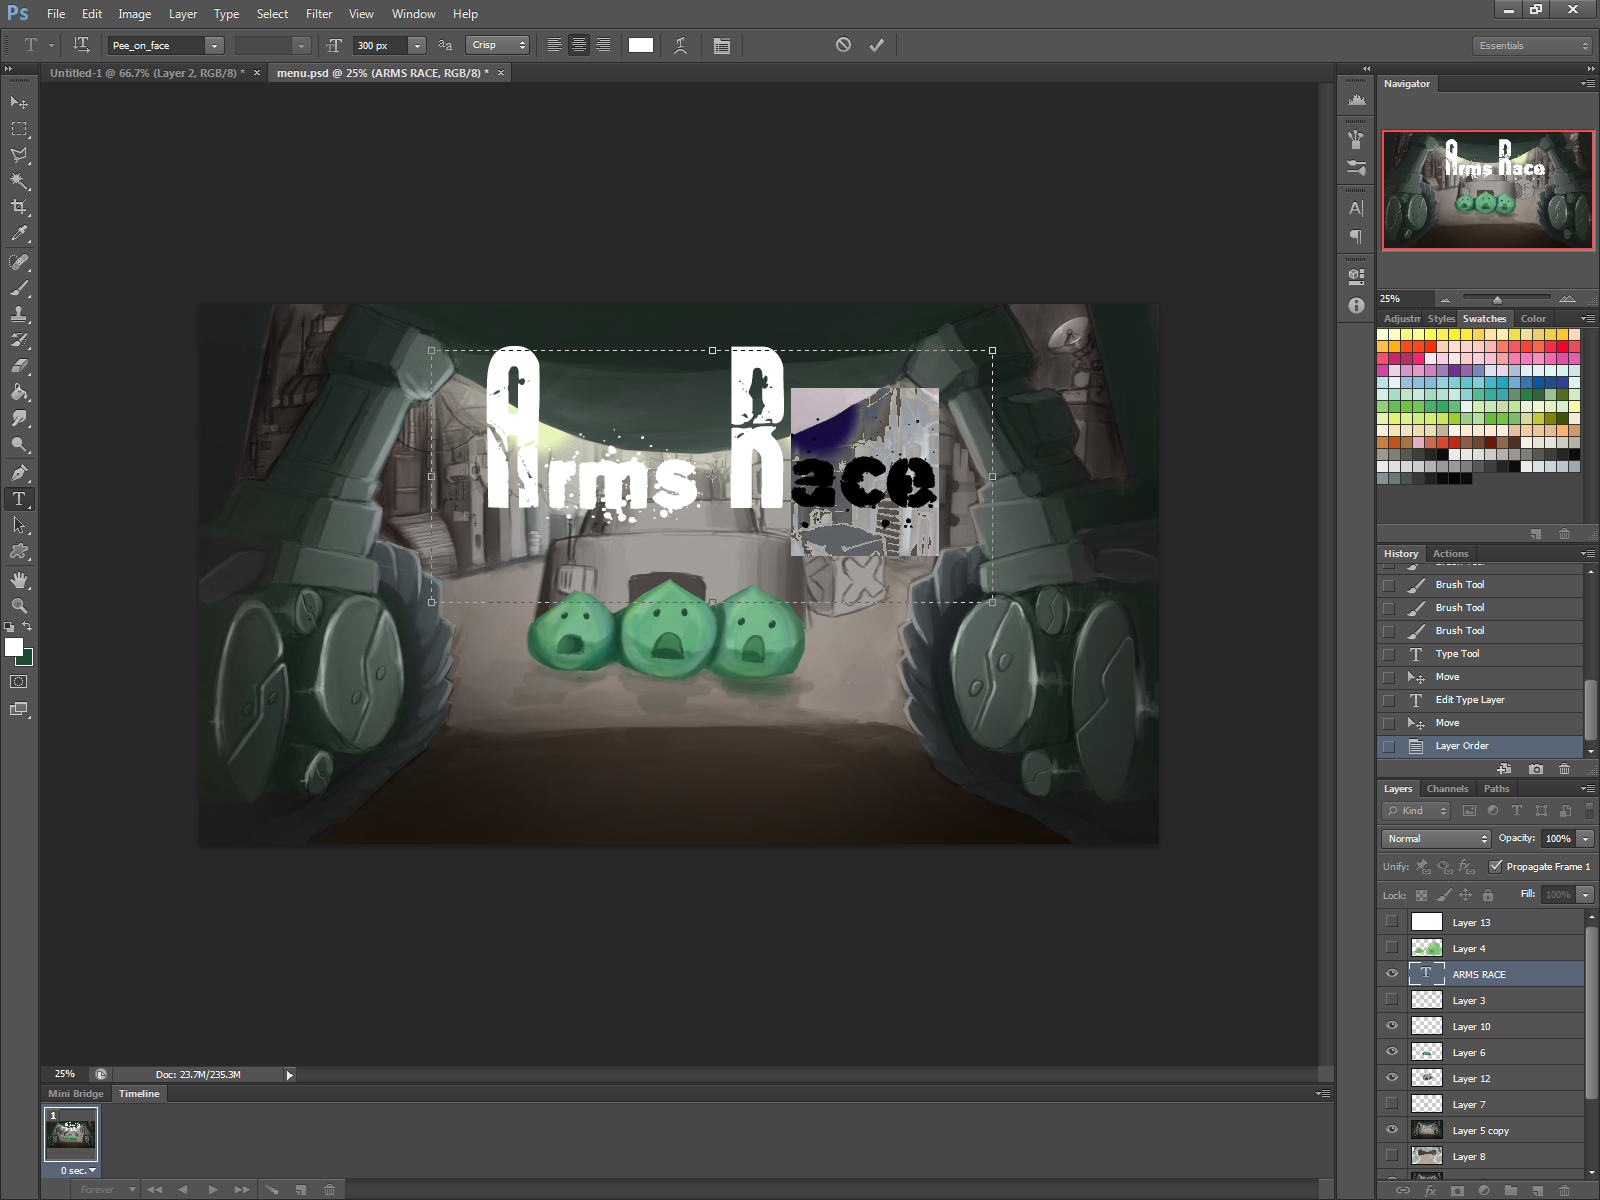 Ps File Edit Image Layer Type Select Filter View Window Help
T Pee_on_face 300 px aa Crisp Essentials
Untitled-1 @ 66.7% (Layer 2, RGB/8) * × menu.psd @ 25% (ARMS RACE, RGB/8) * ×
Arms Race
25% Doc: 23.7M/235.3M
Mini Bridge Timeline
1
0 sec.
Forever
Navigator
Arms Race
25%
Adjustm Styles Swatches Color
History Actions
Brush Tool
Brush Tool
Brush Tool
Type Tool
Move
Edit Type Layer
Move
Layer Order
Layers Channels Paths
Kind
Normal Opacity: 100%
Unify: Propagate Frame 1
Lock: Fill: 100%
Layer 13
Layer 4
ARMS RACE
Layer 3
Layer 10
Layer 6
Layer 12
Layer 7
Layer 5 copy
Layer 8